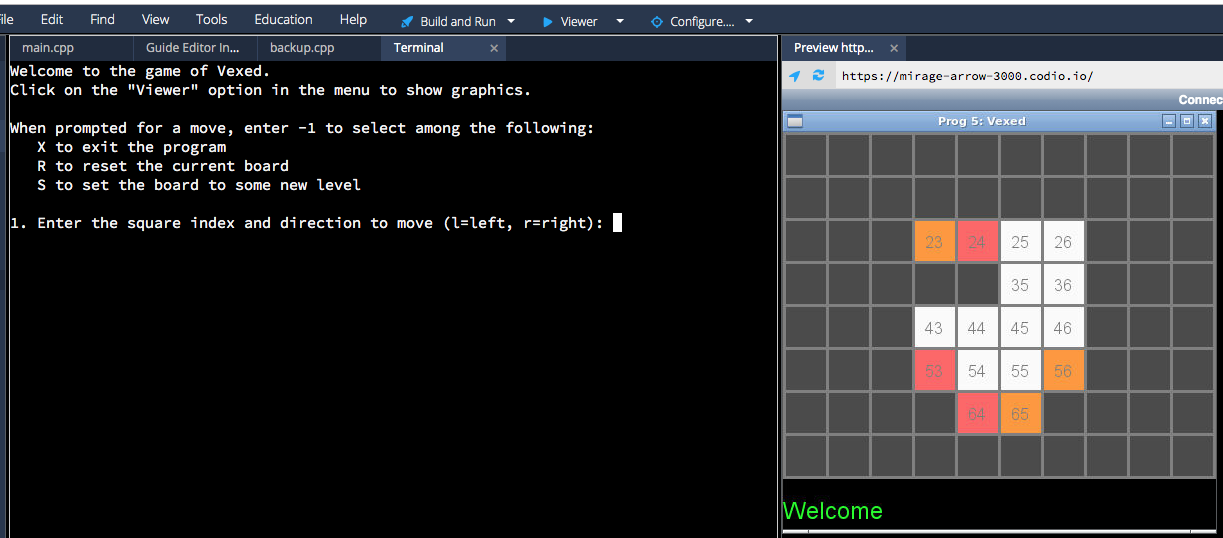 ile Edit Find View Tools Education Help Build and Run Viewer Configure....
main.cpp Guide Editor In... backup.cpp Terminal ×
Welcome to the game of Vexed.
Click on the "Viewer" option in the menu to show graphics.
When prompted for a move, enter -1 to select among the following:
X to exit the program
R to reset the current board
S to set the board to some new level
1. Enter the square index and direction to move (l=left, r=right):
Preview http... ×
https://mirage-arrow-3000.codio.io/
Connec
Prog 5: Vexed
23 24 25 26
35 36
43 44 45 46
53 54 55 56
64 65
Welcome